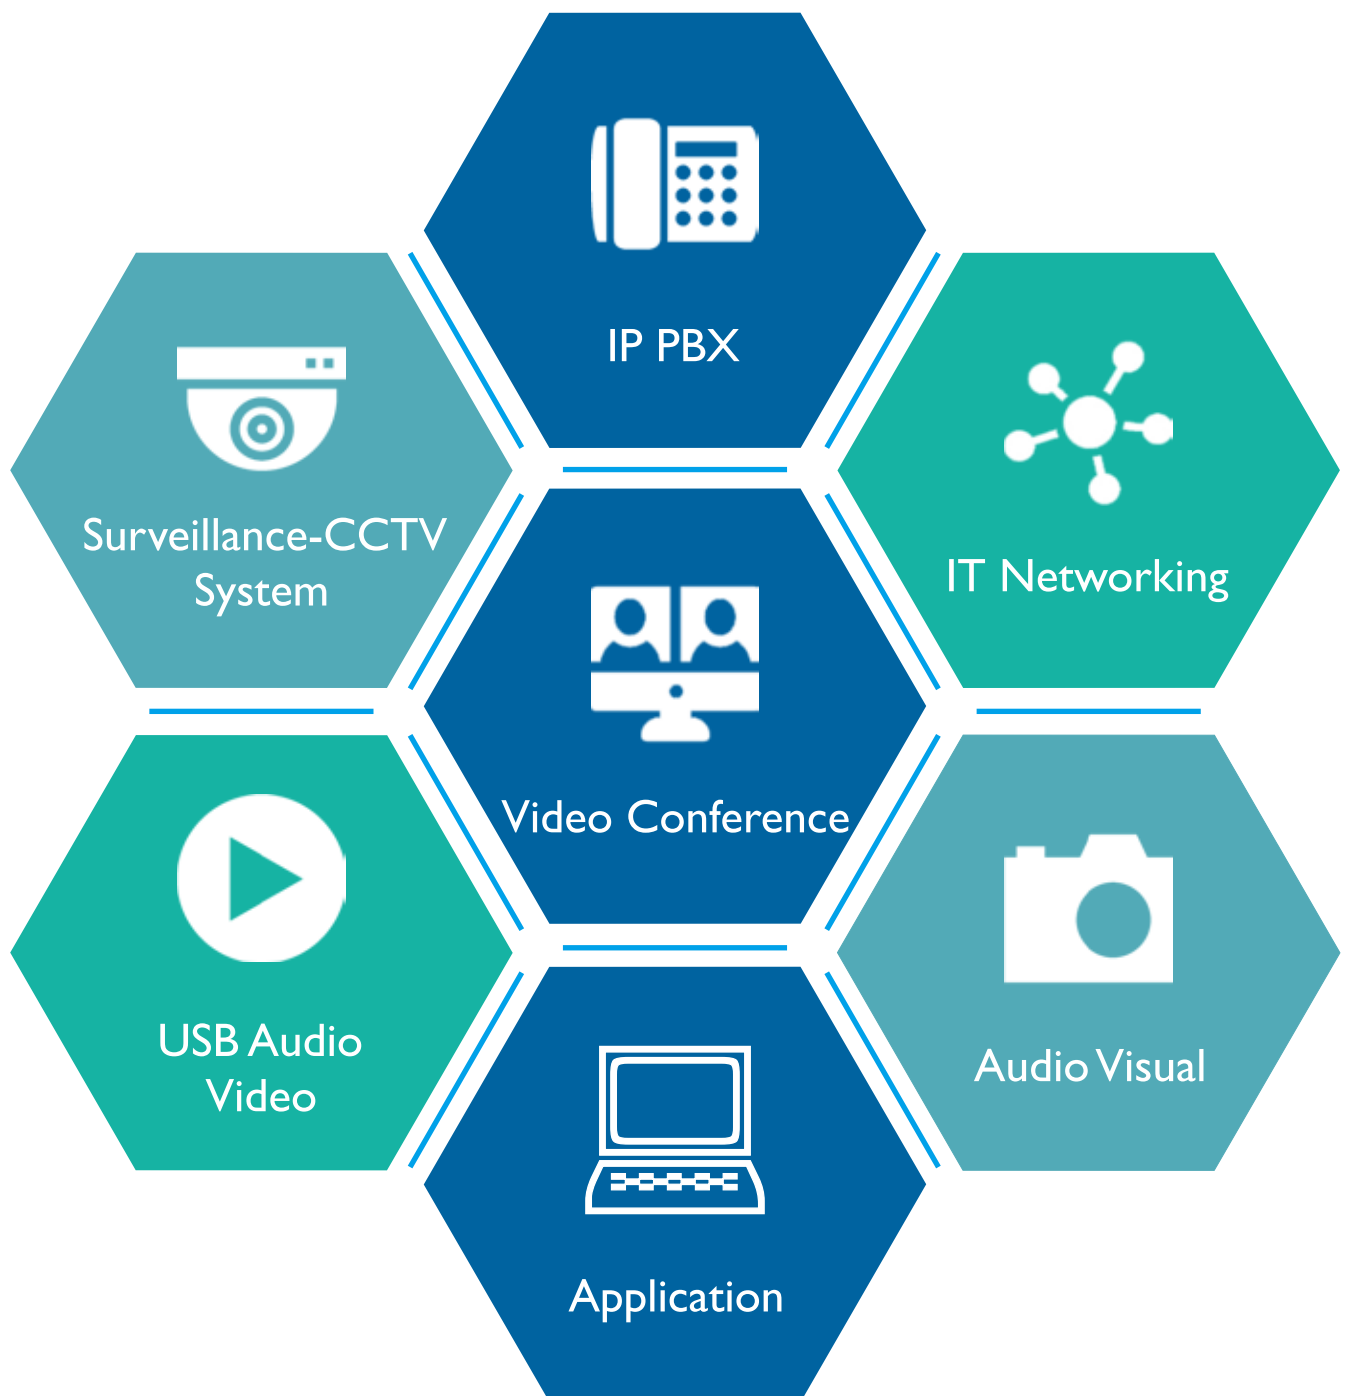 IP PBX
Surveillance-CCTV
System
IT Networking
Video Conference
USB Audio
Video
Audio Visual
Application